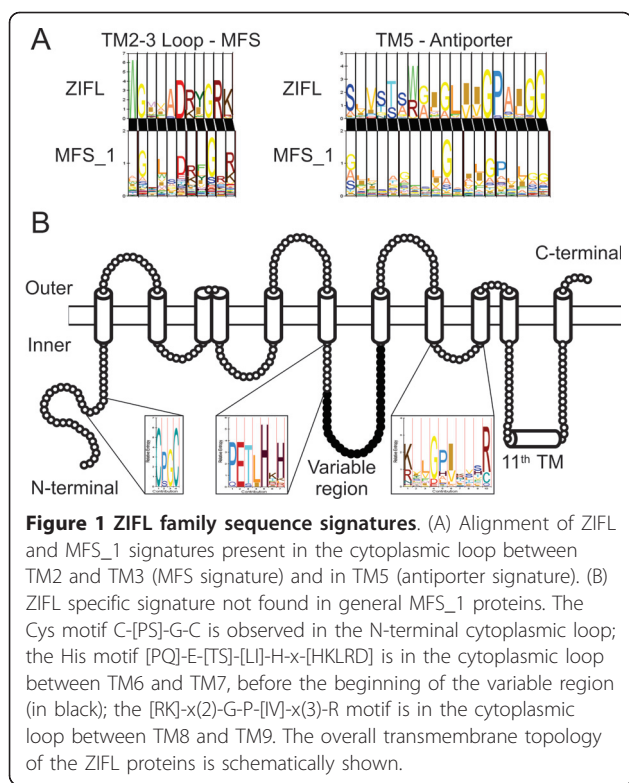 A
TM2-3 Loop - MFS
TM5 - Antiporter
ZIFL
ZIFL
MFS_1
MFS_1
B
C-terminal
Outer
Inner
N-terminal
Variable
region
11th TM
Figure 1 ZIFL family sequence signatures. (A) Alignment of ZIFL
and MFS_1 signatures present in the cytoplasmic loop between
TM2 and TM3 (MFS signature) and in TM5 (antiporter signature). (B)
ZIFL specific signature not found in general MFS_1 proteins. The
Cys motif C-[PS]-G-C is observed in the N-terminal cytoplasmic loop;
the His motif [PQ]-E-[TS]-[LI]-H-x-[HKLRD] is in the cytoplasmic loop
between TM6 and TM7, before the beginning of the variable region
(in black); the [RK]-x(2)-G-P-[IV]-x(3)-R motif is in the cytoplasmic
loop between TM8 and TM9. The overall transmembrane topology
of the ZIFL proteins is schematically shown.